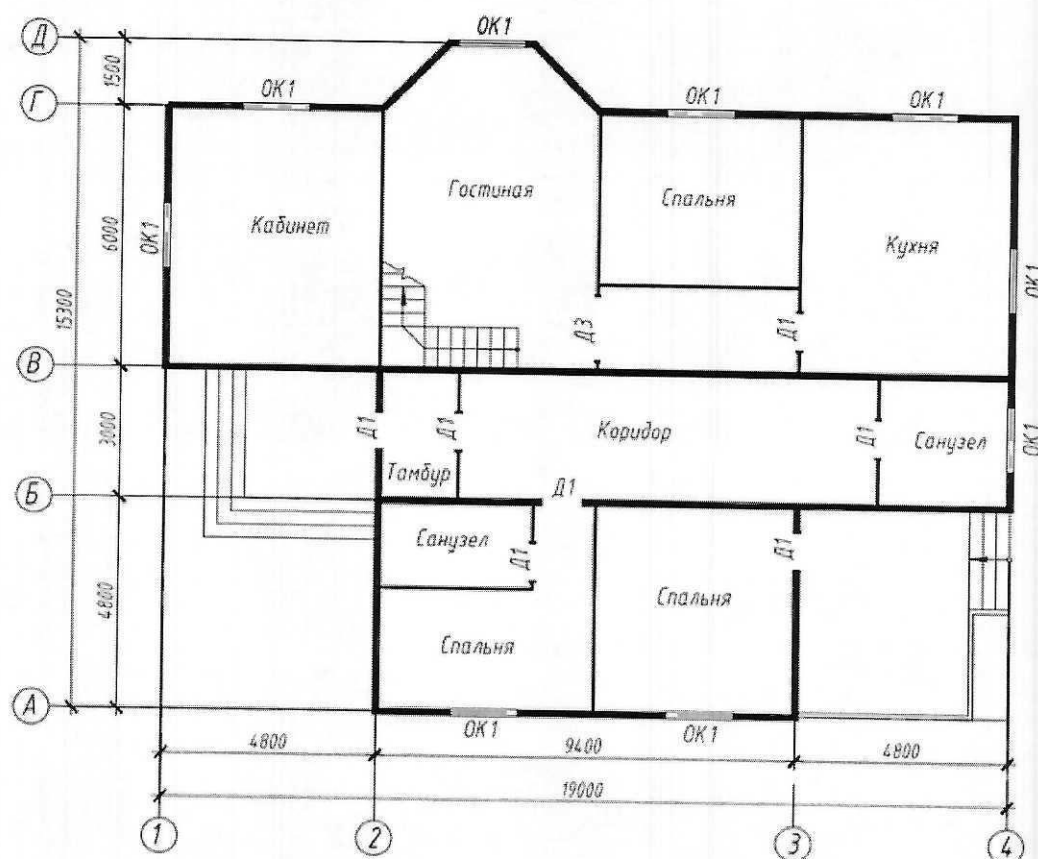 ОК1
Д
1500
ОК1
ОК1
ОК1
Г
Гостиная
Спальня
Кабинет
Кухня
ОК1
6000
ОК1
15300
Д3
Д1
В
3000
Д1
Д1
Коридор
Д1
Санузел
ОК1
Тамбур
Б
Д1
Санузел
Д1
Д1
4800
Спальня
Спальня
А
ОК1
ОК1
4800
9400
4800
19000
1
2
3
4